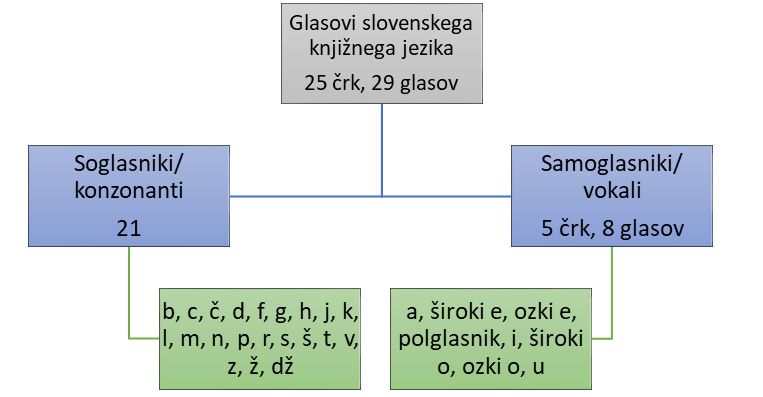 Glasovi slovenskega
knjižnega jezika
25 črk, 29 glasov
Soglasniki/
konzonanti
21
Samoglasniki/
vokali
5 črk, 8 glasov
b, c, č, d, f, g, h, j, k,
l, m, n, p, r, s, š, t, v,
z, ž, dž
a, široki e, ozki e,
polglasnik, i, široki
o, ozki o, u